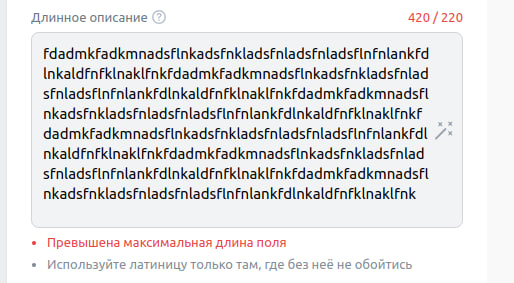 Длинное описание ?
420 / 220
fdadmkfadkmnadsflnkadsfnkladsfnladsfnladsflnfnlankfd
lnkaldfnfklnaklfnkfdadmkfadkmnadsflnkadsfnkladsfnlad
sfnladsflnfnlankfdlnkaldfnfklnaklfnkfdadmkfadkmnadsfl
nkadsfnkladsfnladsfnladsflnfnlankfdlnkaldfnfklnaklfnkf
dadmkfadkmnadsflnkadsfnkladsfnladsfnladsflnfnlankfdl
nkaldfnfklnaklfnkfdadmkfadkmnadsflnkadsfnkladsfnlad
sfnladsflnfnlankfdlnkaldfnfklnaklfnkfdadmkfadkmnadsfl
nkadsfnkladsfnladsfnladsflnfnlankfdlnkaldfnfklnaklfnk
• Превышена максимальная длина поля
• Используйте латиницу только там, где без неё не обойтись